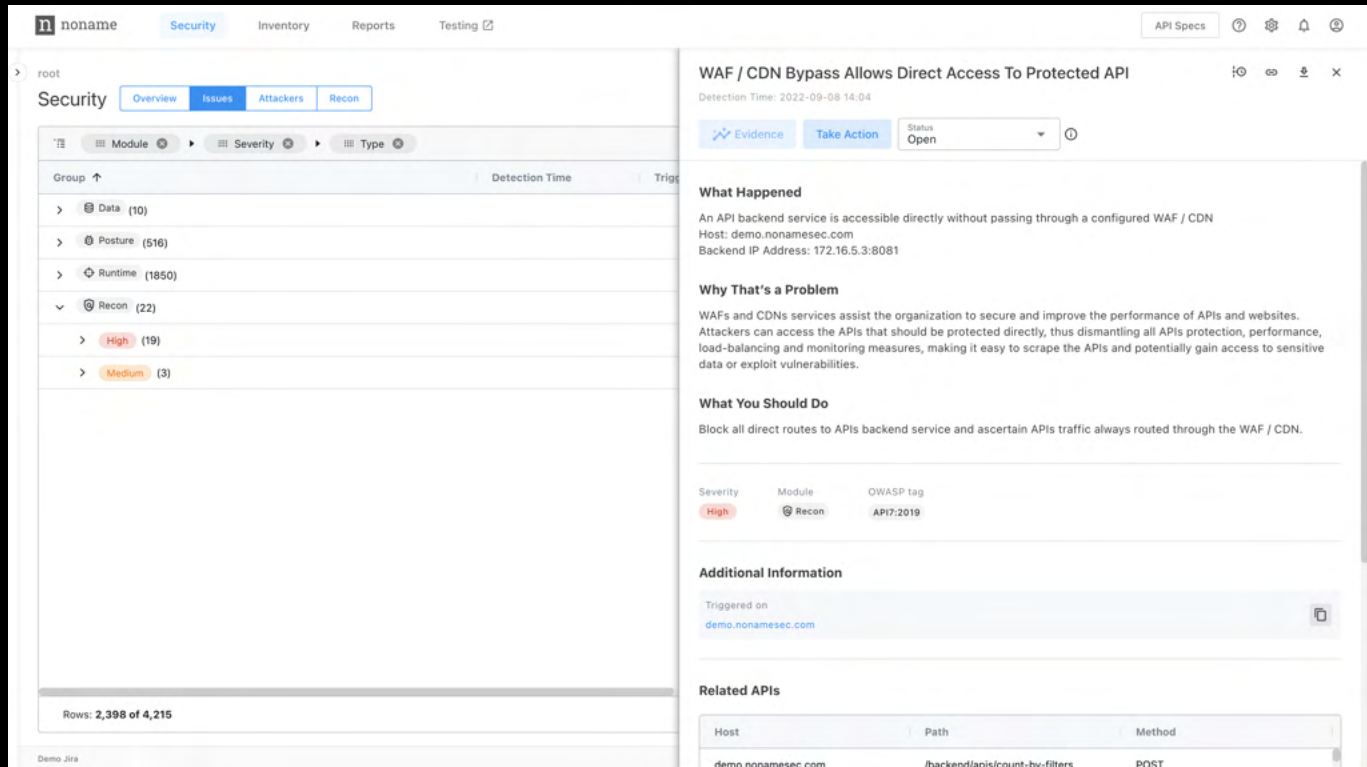 noname
Security
Inventory
Reports
Testing
API Specs
root
Security
Overview
Issues
Attackers
Recon
Module
Severity
Type
Group
Detection Time
Trigg
Data (10)
Posture (516)
Runtime (1850)
Recon (22)
High (19)
Medium (3)
Rows: 2,398 of 4,215
Demo Jira
WAF / CDN Bypass Allows Direct Access To Protected API
Detection Time: 2022-09-08 14:04
Evidence
Take Action
Status
Open
What Happened
An API backend service is accessible directly without passing through a configured WAF / CDN
Host: demo.nonamesec.com
Backend IP Address: 172.16.5.3:8081
Why That's a Problem
WAFs and CDNs services assist the organization to secure and improve the performance of APIs and websites.
Attackers can access the APIs that should be protected directly, thus dismantling all APIs protection, performance,
load-balancing and monitoring measures, making it easy to scrape the APIs and potentially gain access to sensitive
data or exploit vulnerabilities.
What You Should Do
Block all direct routes to APIs backend service and ascertain APIs traffic always routed through the WAF / CDN.
Severity
Module
OWASP tag
High
Recon
API7:2019
Additional Information
Triggered on
demo.nonamesec.com
Related APIs
Host
Path
Method
demo.nonamesec.com
/backend/apis/count-by-filters
POST